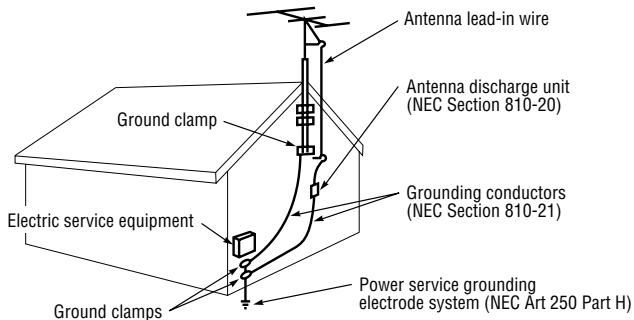 Antenna lead-in wire
Antenna discharge unit
(NEC Section 810-20)
Ground clamp
Grounding conductors
(NEC Section 810-21)
Electric service equipment
Power service grounding
electrode system (NEC Art 250 Part H)
Ground clamps